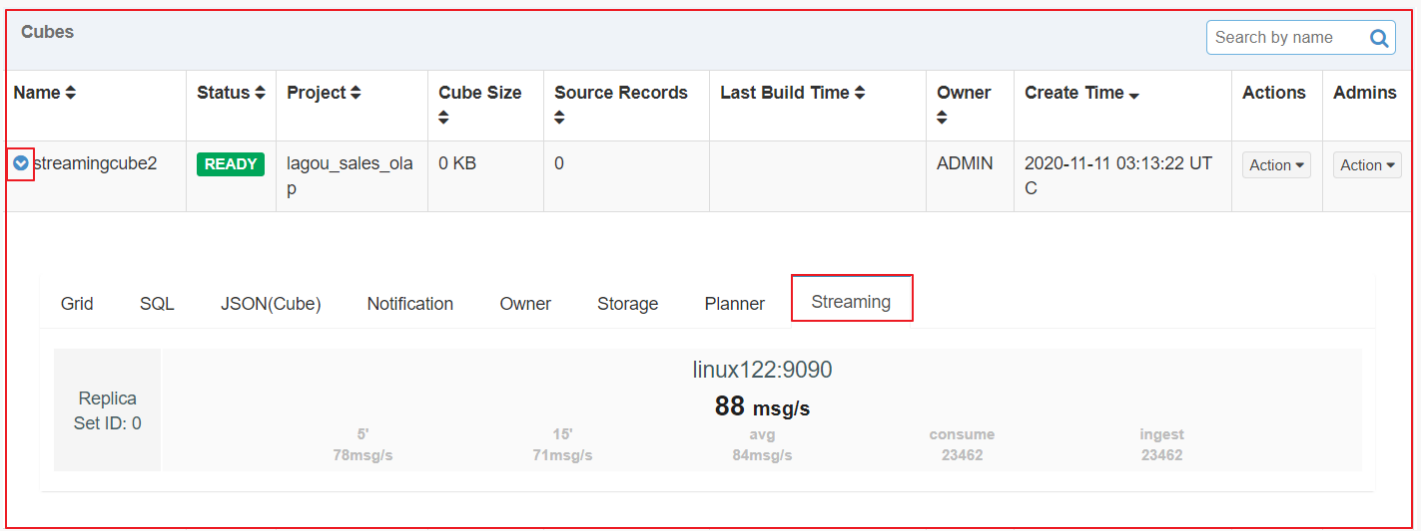 Cubes
Search by name
Name Status Project Cube Size Source Records Last Build Time Owner Create Time Actions Admins
streamingcube2 READY lagou_sales_ola 0 KB 0 ADMIN 2020-11-11 03:13:22 UT Action Action
p C
Grid SQL JSON(Cube) Notification Owner Storage Planner Streaming
linux122:9090
Replica
Set ID: 0
88 msg/s
5' 15' avg consume ingest
78msg/s 71msg/s 84msg/s 23462 23462